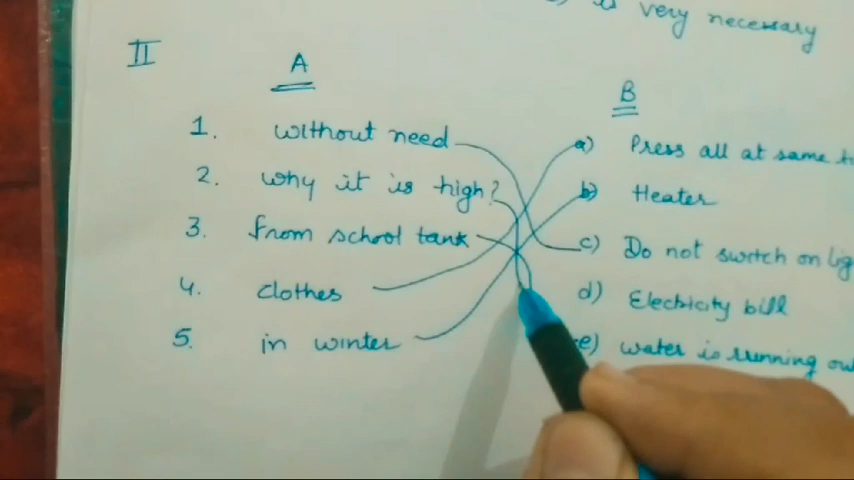 is very necessary
II
A
B
1. without need
a) Press all at same
2. why it is high?
b) Heater
3. from school tank
c) Do not switch on
4. clothes
d) Electricity bill
5. in winter
e) water is running